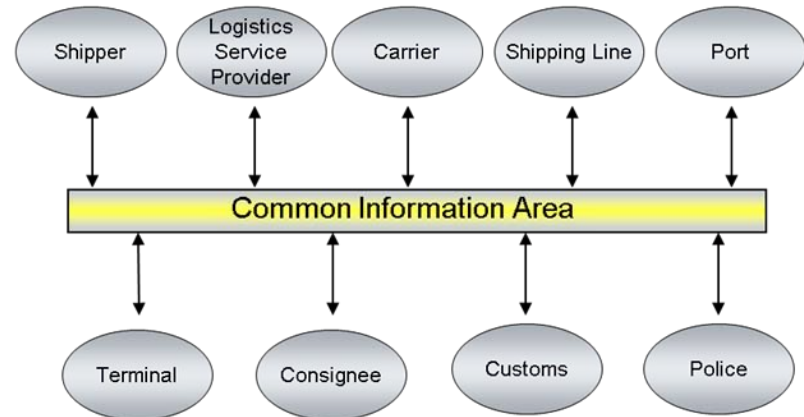 Shipper
Logistics
Service
Provider
Carrier
Shipping Line
Port
Common Information Area
Terminal
Consignee
Customs
Police